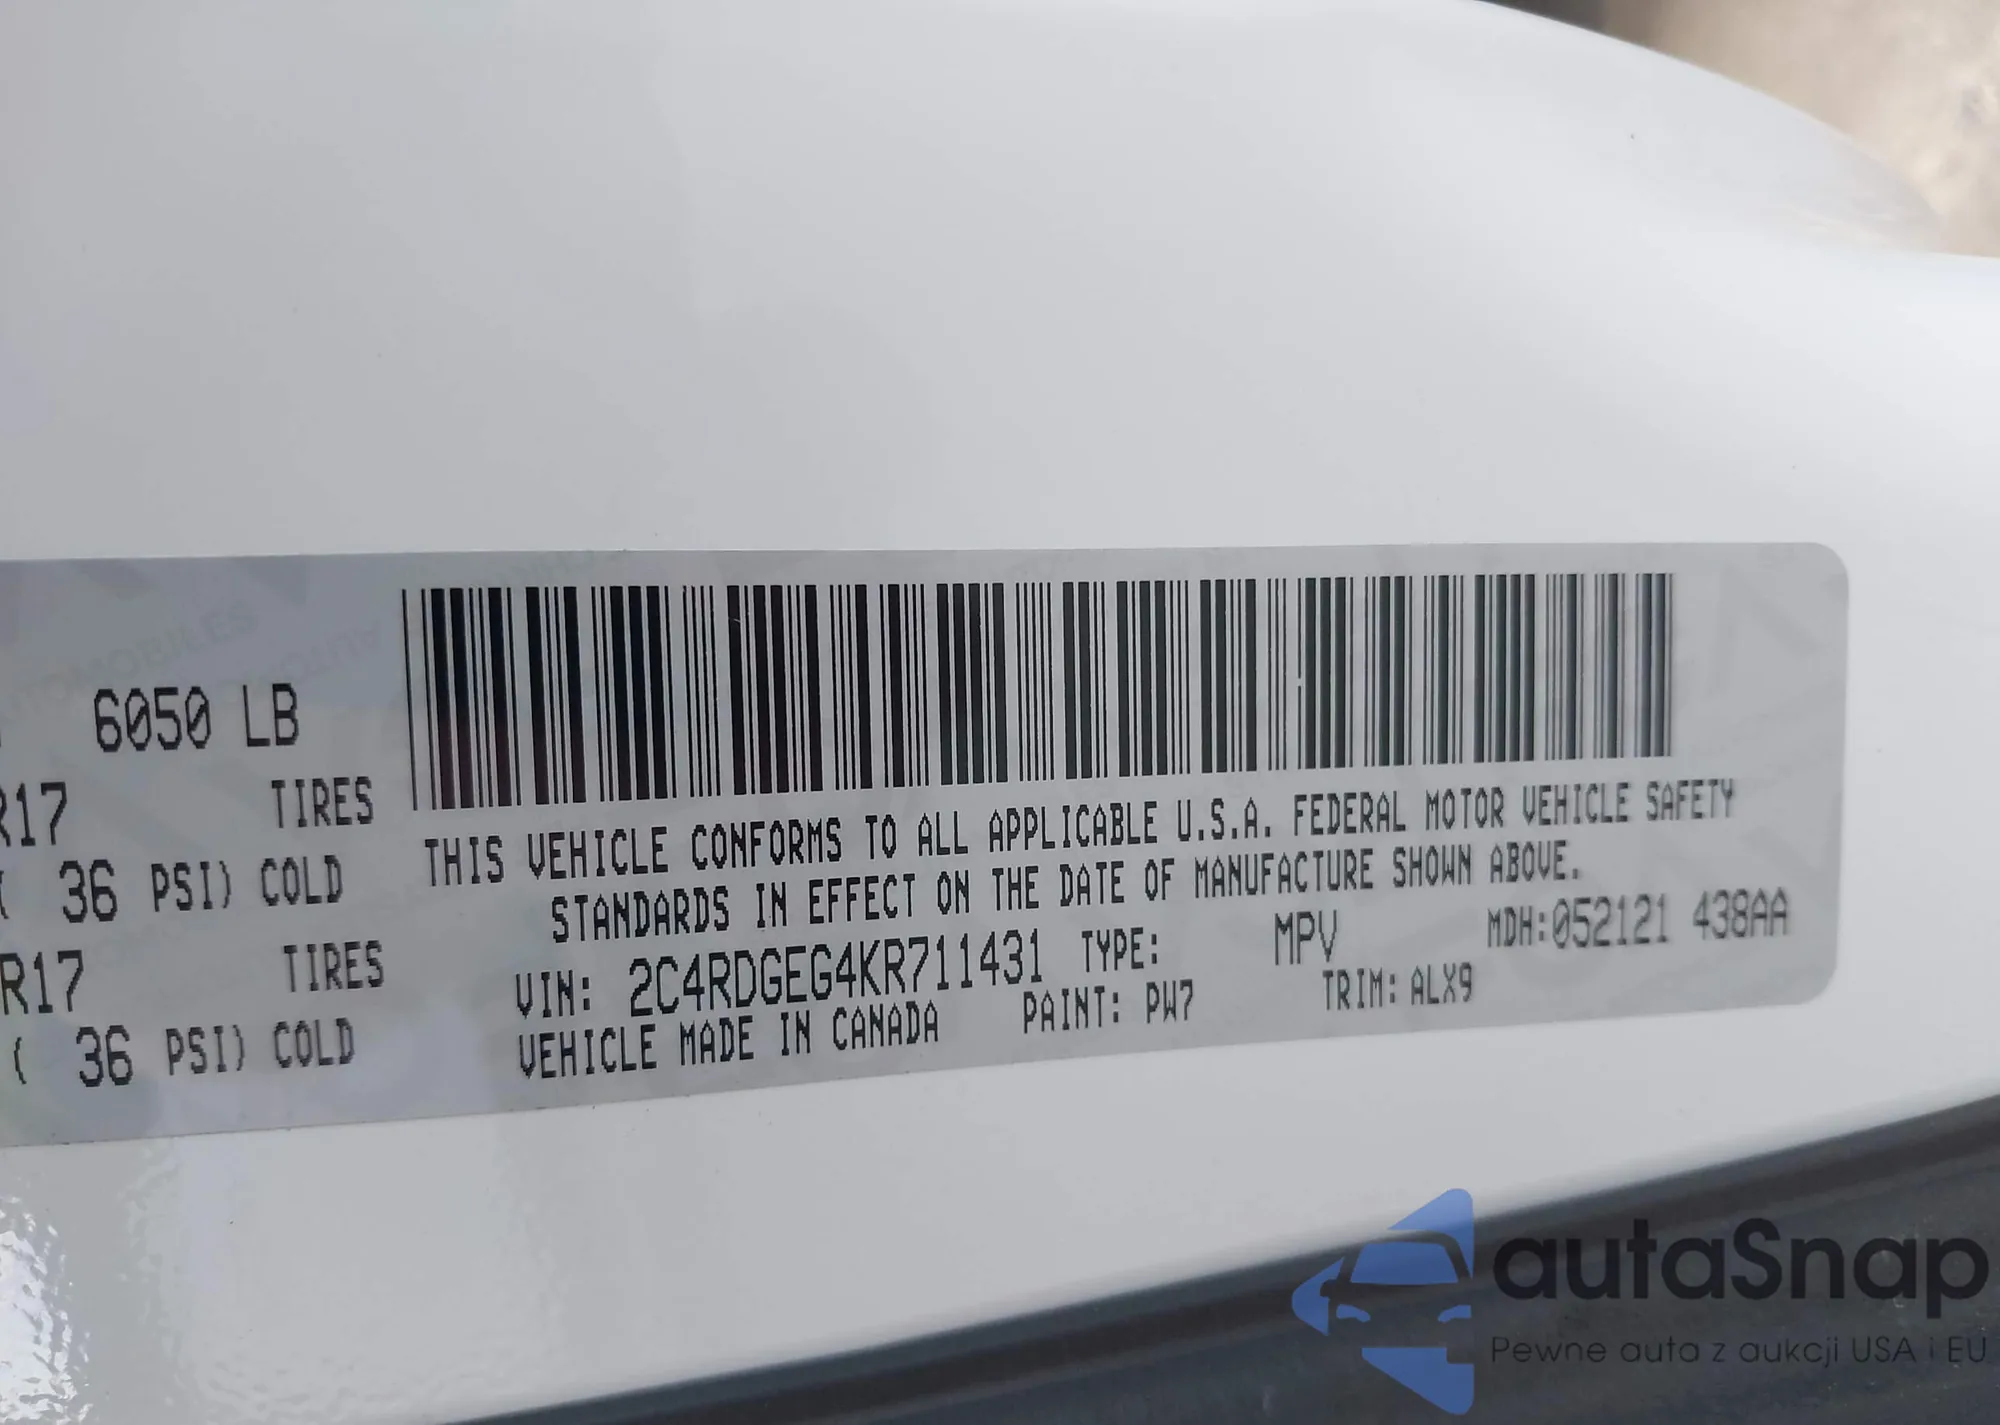 6050 LB
R17 TIRES
( 36 PSI) COLD
R17 TIRES
( 36 PSI) COLD
THIS VEHICLE CONFORMS TO ALL APPLICABLE U.S.A. FEDERAL MOTOR VEHICLE SAFETY
STANDARDS IN EFFECT ON THE DATE OF MANUFACTURE SHOWN ABOVE.
VIN: 2C4RDGEG4KR711431 TYPE: MPV MDH:052121 438AA
VEHICLE MADE IN CANADA PAINT: PW7 TRIM: ALX9
autaSnap
Pewne auta z aukcji USA i EU